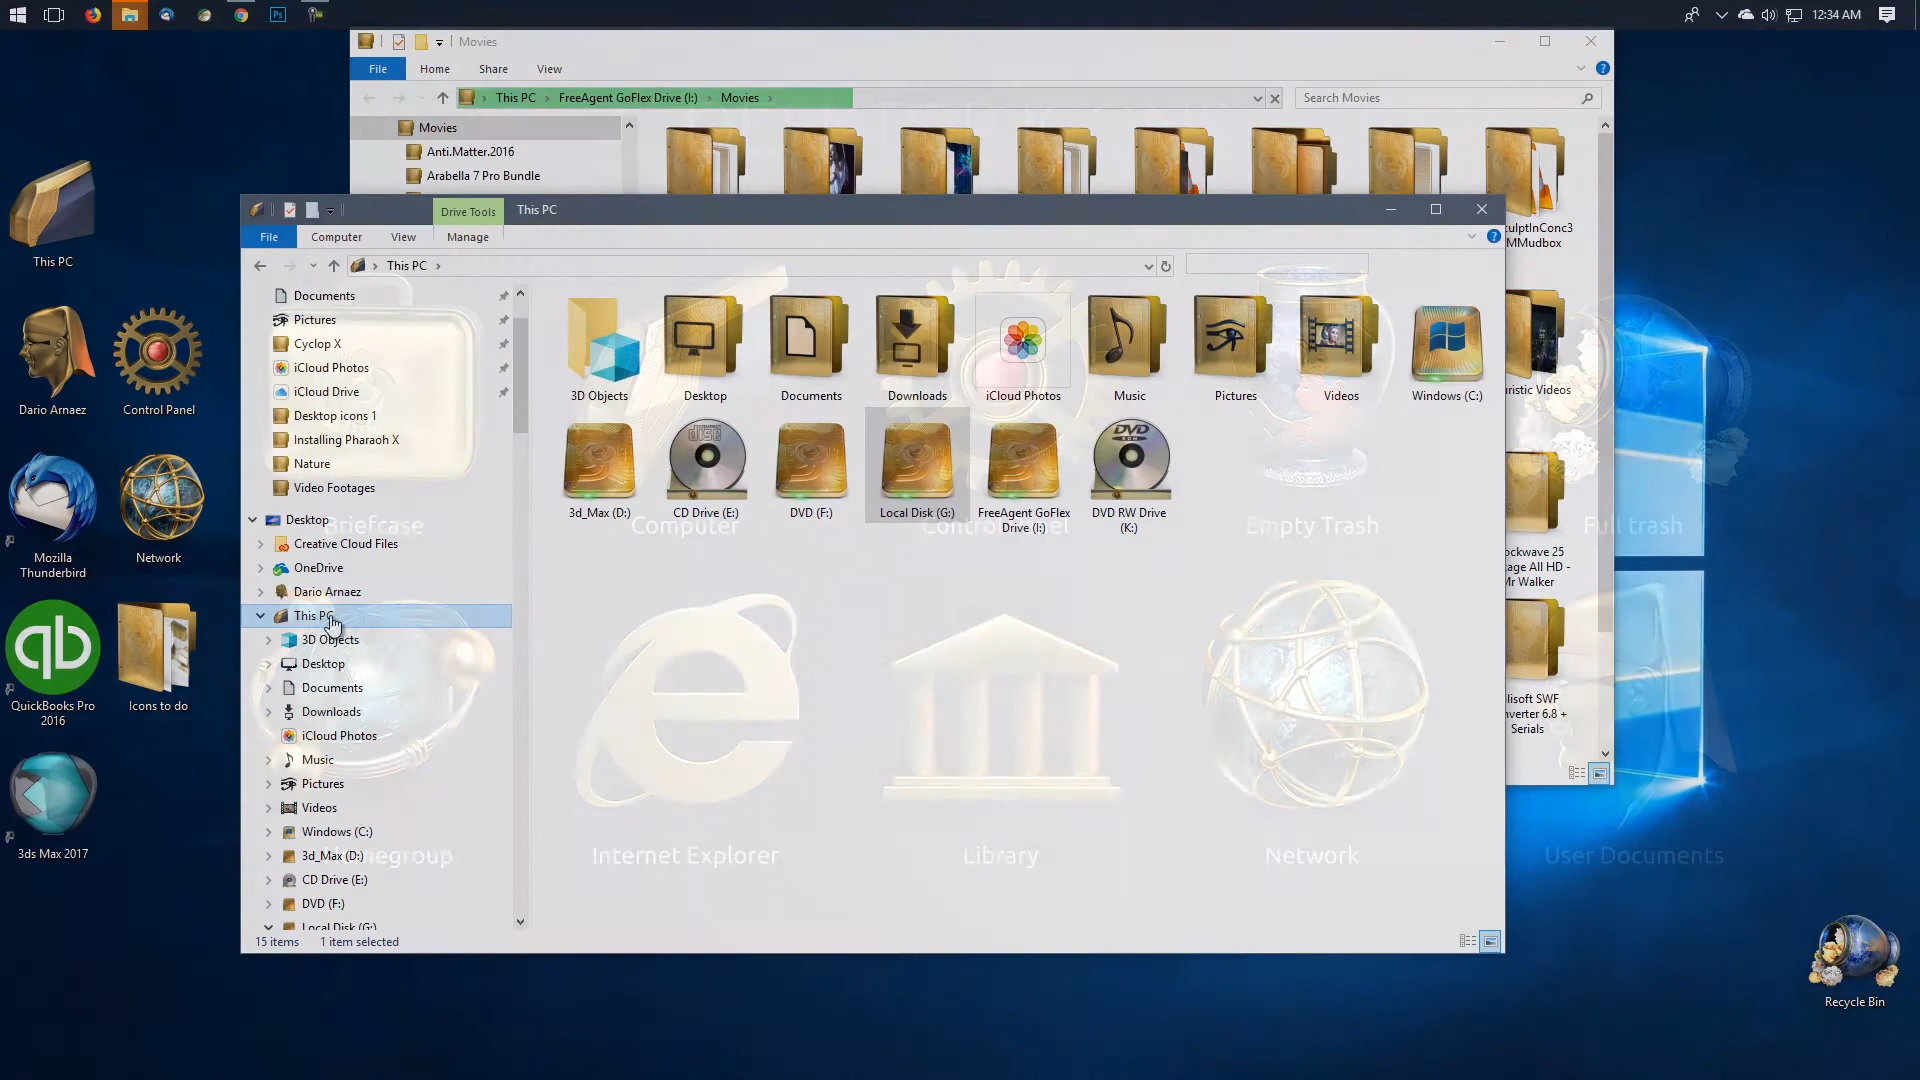 Ps
12:34 AM
Movies
File
Home
Share
View
This PC
FreeAgent GoFlex Drive (I:)
Movies
Search Movies
Movies
Anti.Matter.2016
Arabella 7 Pro Bundle
Drive Tools
This PC
File
Computer
View
Manage
This PC
Documents
Pictures
Cyclop X
iCloud Photos
iCloud Drive
Desktop icons 1
Installing Pharaoh X
Nature
Video Footages
Desktop
Creative Cloud Files
OneDrive
Dario Arnaez
This PC
3D Objects
Desktop
Documents
Downloads
iCloud Photos
Music
Pictures
Videos
Windows (C:)
3d_Max (D:)
CD Drive (E:)
DVD (F:)
Local Disk (G:)
15 items
1 item selected
3D Objects
Desktop
Documents
Downloads
iCloud Photos
Music
Pictures
Videos
Windows (C:)
3d_Max (D:)
COMPACT
disc
CD Drive (E:)
DVD (F:)
Local Disk (G:)
FreeAgent GoFlex
Drive (I:)
DVD
ROM
DVD RW Drive
(K:)
Briefcase
Computer
Control Panel
Empty Trash
Full trash
Homegroup
Internet Explorer
Library
Network
User Documents
ulptInConc3
MMudbox
uristic Videos
ockwave 25
tage All HD -
Mr Walker
lisoft SWF
nverter 6.8 +
Serials
This PC
Dario Arnaez
Control Panel
Mozilla
Thunderbird
Network
qb
QuickBooks Pro
2016
Icons to do
3ds Max 2017
Recycle Bin